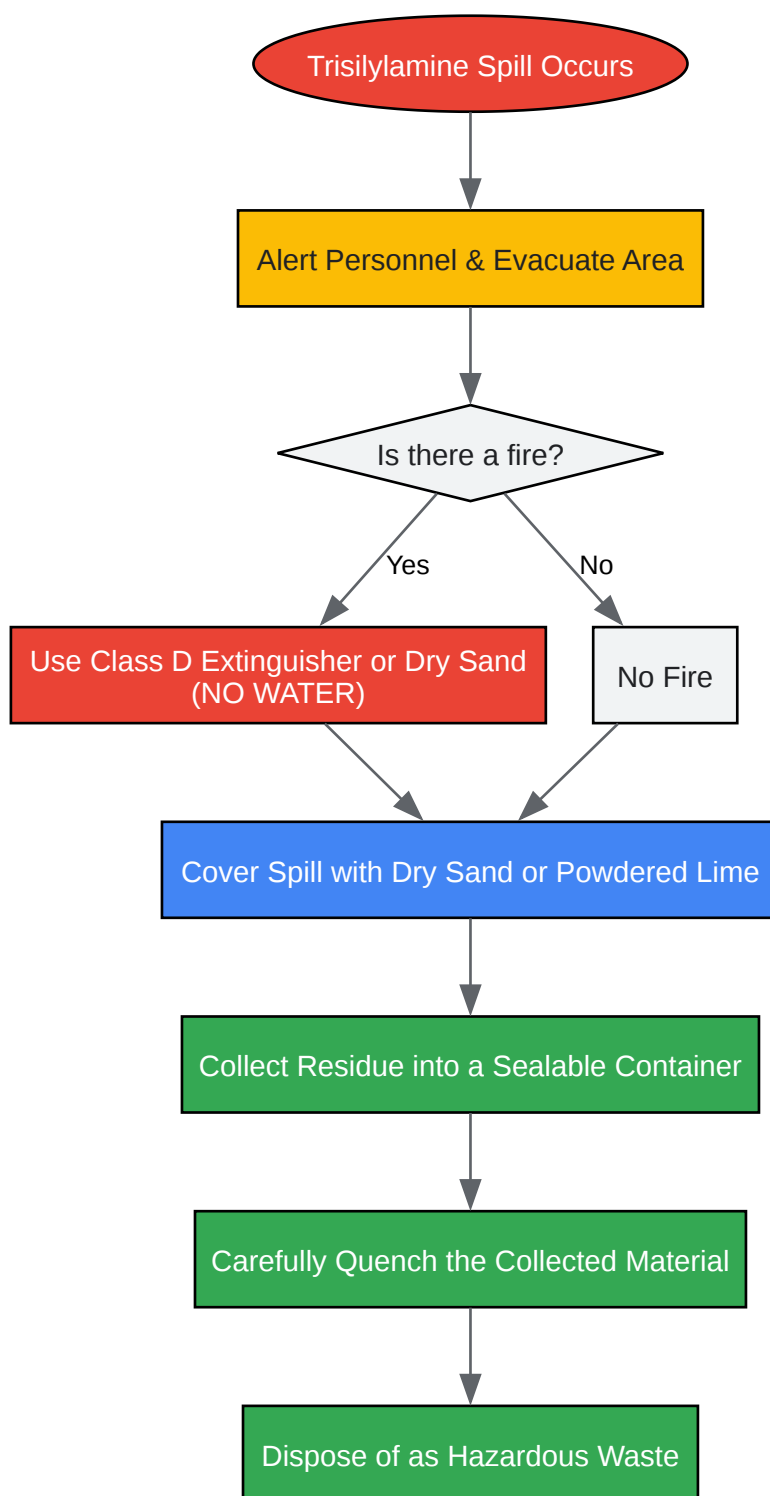 Trisilylamine Spill Occurs
Alert Personnel & Evacuate Area
Is there a fire?
Yes
No
Use Class D Extinguisher or Dry Sand
(NO WATER)
No Fire
Cover Spill with Dry Sand or Powdered Lime
Collect Residue into a Sealable Container
Carefully Quench the Collected Material
Dispose of as Hazardous Waste